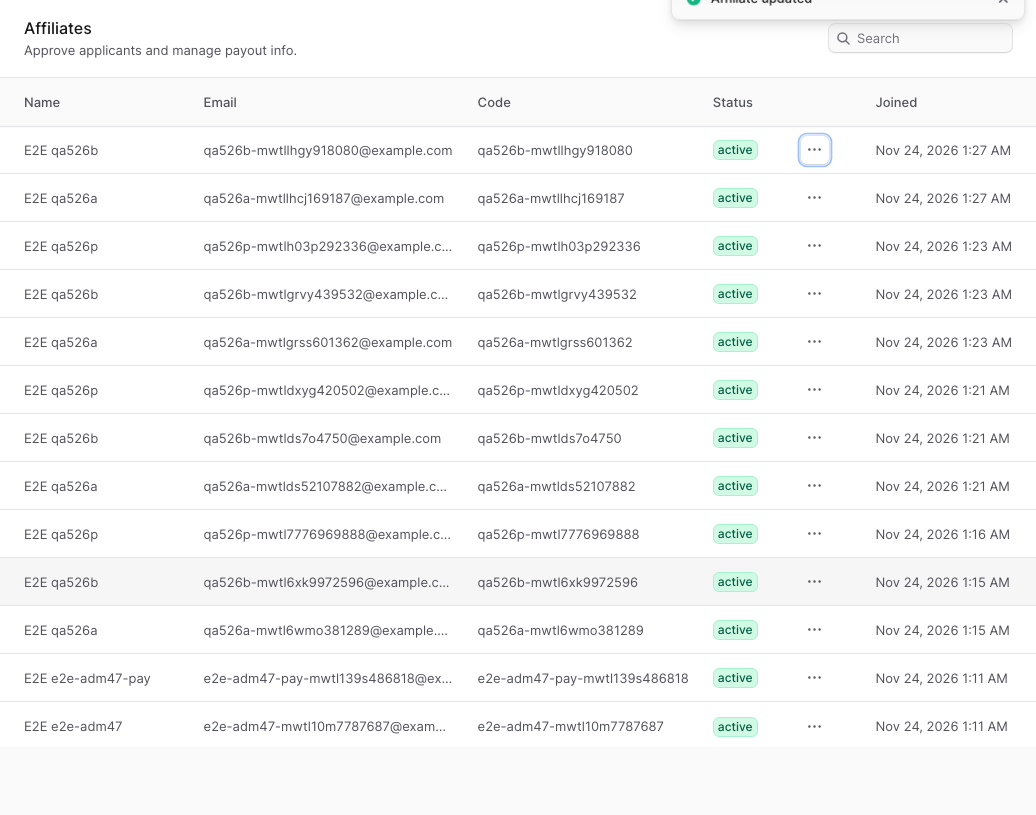 Affiliate updated
Affiliates
Approve applicants and manage payout info.
Search
Name Email Code Status Joined
E2E qa526b qa526b-mwtllhgy918080@example.com qa526b-mwtllhgy918080 active ··· Nov 24, 2026 1:27 AM
E2E qa526a qa526a-mwtllhcj169187@example.com qa526a-mwtllhcj169187 active ··· Nov 24, 2026 1:27 AM
E2E qa526p qa526p-mwtlh03p292336@example.c... qa526p-mwtlh03p292336 active ··· Nov 24, 2026 1:23 AM
E2E qa526b qa526b-mwtlgrvy439532@example.c... qa526b-mwtlgrvy439532 active ··· Nov 24, 2026 1:23 AM
E2E qa526a qa526a-mwtlgrss601362@example.com qa526a-mwtlgrss601362 active ··· Nov 24, 2026 1:23 AM
E2E qa526p qa526p-mwtldxyg420502@example.c... qa526p-mwtldxyg420502 active ··· Nov 24, 2026 1:21 AM
E2E qa526b qa526b-mwtlds7o4750@example.com qa526b-mwtlds7o4750 active ··· Nov 24, 2026 1:21 AM
E2E qa526a qa526a-mwtlds52107882@example.c... qa526a-mwtlds52107882 active ··· Nov 24, 2026 1:21 AM
E2E qa526p qa526p-mwtl7776969888@example.c... qa526p-mwtl7776969888 active ··· Nov 24, 2026 1:16 AM
E2E qa526b qa526b-mwtl6xk9972596@example.c... qa526b-mwtl6xk9972596 active ··· Nov 24, 2026 1:15 AM
E2E qa526a qa526a-mwtl6wmo381289@example.... qa526a-mwtl6wmo381289 active ··· Nov 24, 2026 1:15 AM
E2E e2e-adm47-pay e2e-adm47-pay-mwtl139s486818@ex... e2e-adm47-pay-mwtl139s486818 active ··· Nov 24, 2026 1:11 AM
E2E e2e-adm47 e2e-adm47-mwtl10m7787687@exam... e2e-adm47-mwtl10m7787687 active ··· Nov 24, 2026 1:11 AM